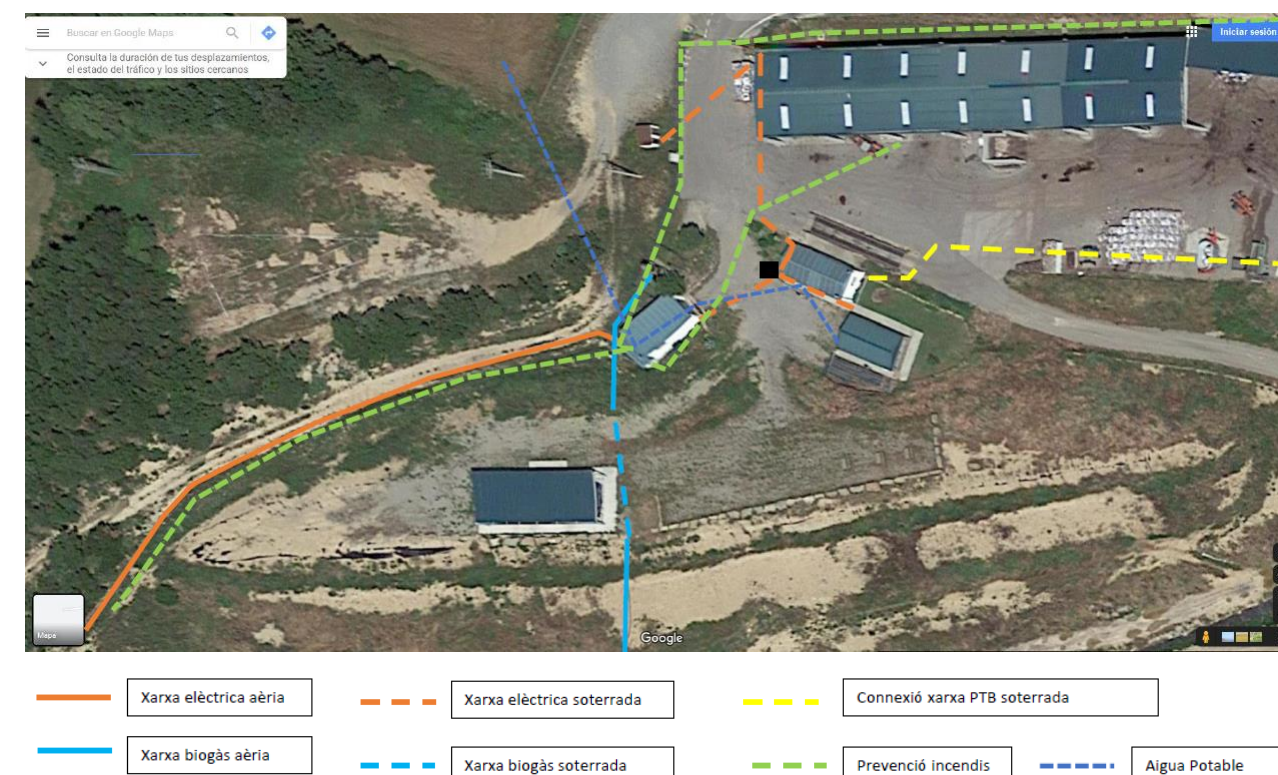 Buscar en Google Maps
Iniciar sesión
Consulta la duración de tus desplazamientos,
el estado del tráfico y los sitios cercanos
Mapa
Google
Xarxa elèctrica aèria
Xarxa elèctrica soterrada
Connexió xarxa PTB soterrada
Xarxa biogàs aèria
Xarxa biogàs soterrada
Prevenció incendis
Aigua Potable